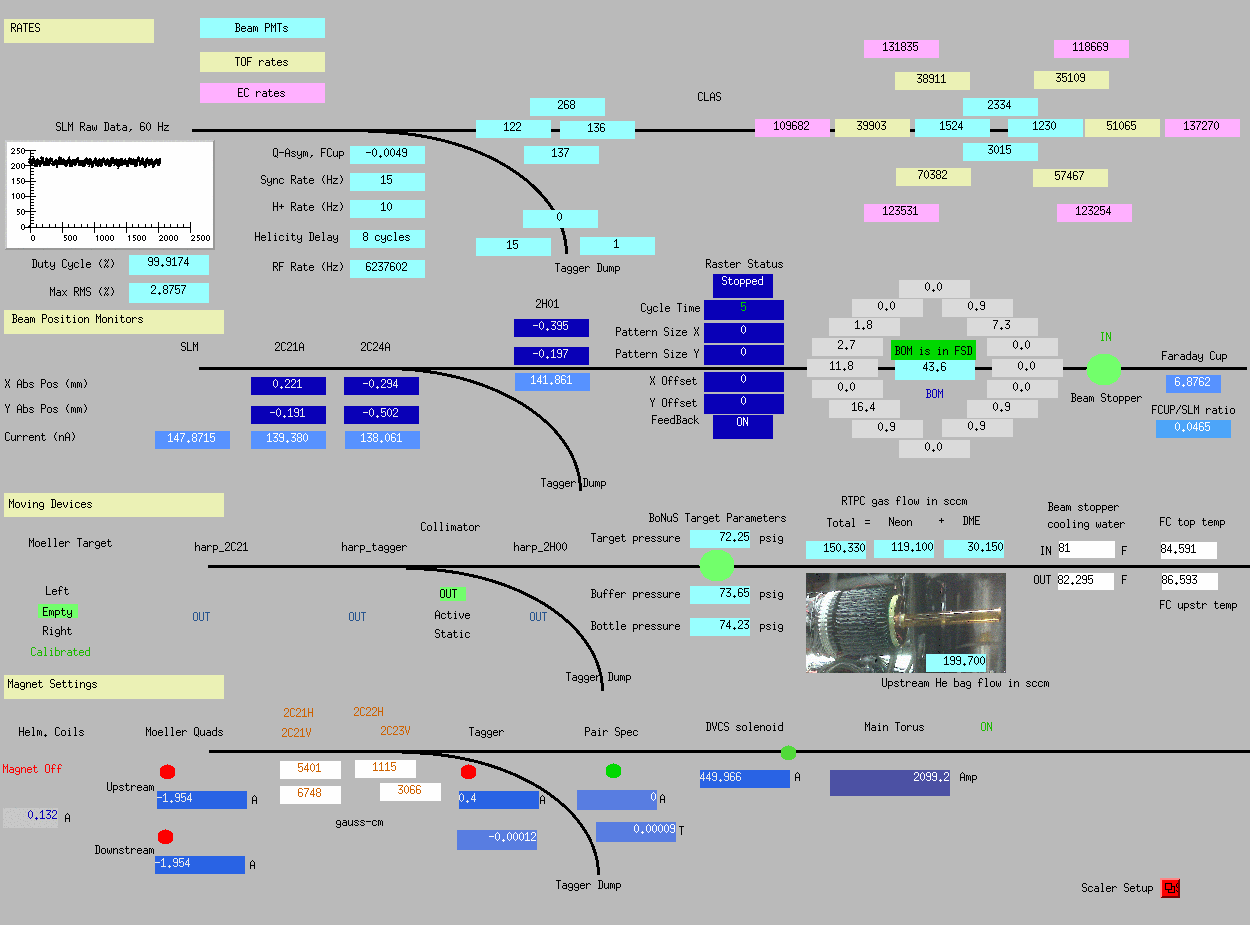 RATES
Beam PMTs
TOF rates
EC rates
CLAS
131835 118669
38911 35109
268 2334
SLM Raw Data, 60 Hz
122 136 109682 39903 1524 1230 51065 137270
137 3015
70382 57467
0 123531 123254
15 1
Tagger Dump
250
200
150
100
50
0
0 500 1000 1500 2000 2500
Q-Asym, FCup -0.0049
Sync Rate (Hz) 15
H+ Rate (Hz) 10
Helicity Delay 8 cycles
RF Rate (Hz) 6237602
Duty Cycle (%) 99.9174
Max RMS (%) 2.8757
Beam Position Monitors
SLM 2C21A 2C24A 2H01
X Abs Pos (mm) 0.221 -0.294 -0.395
Y Abs Pos (mm) -0.191 -0.502 -0.197
Current (nA) 147.8715 139.380 138.061 141.861
Tagger Dump
Raster Status
Stopped
Cycle Time 5
Pattern Size X 0
Pattern Size Y 0
X Offset 0
Y Offset 0
FeedBack ON
0.0
0.0 0.9
1.8 7.3
2.7 BOM is in FSD 0.0
11.8 43.6 0.0
0.0 BOM 0.0
16.4 0.9
0.9 0.9
0.0
IN
Beam Stopper
Faraday Cup
6.8762
FCUP/SLM ratio
0.0465
Moving Devices
Moeller Target
Left
Empty
Right
Calibrated
harp_2C21
OUT
harp_tagger
OUT
Collimator
OUT
Active
Static
harp_2H00
OUT
Tagger Dump
BoNuS Target Parameters
Target pressure 72.25 psig
Buffer pressure 73.65 psig
Bottle pressure 74.23 psig
RTPC gas flow in sccm
Total = Neon + DME
150.330 119.100 30.150
199.700
Upstream He bag flow in sccm
Beam stopper
cooling water
IN 81 F
OUT 82.295 F
FC top temp
84.591
86.593
FC upstr temp
Magnet Settings
Helm. Coils
Magnet Off
0.132 A
Moeller Quads
Upstream
-1.954 A
Downstream
-1.954 A
2C21H 2C22H
2C21V 2C23V
5401 1115
6748 3066
gauss-cm
Tagger
0.4 A
-0.00012
Tagger Dump
Pair Spec
0 A
0.00009 T
DVCS solenoid
449.966 A
Main Torus ON
2099.2 Amp
Scaler Setup